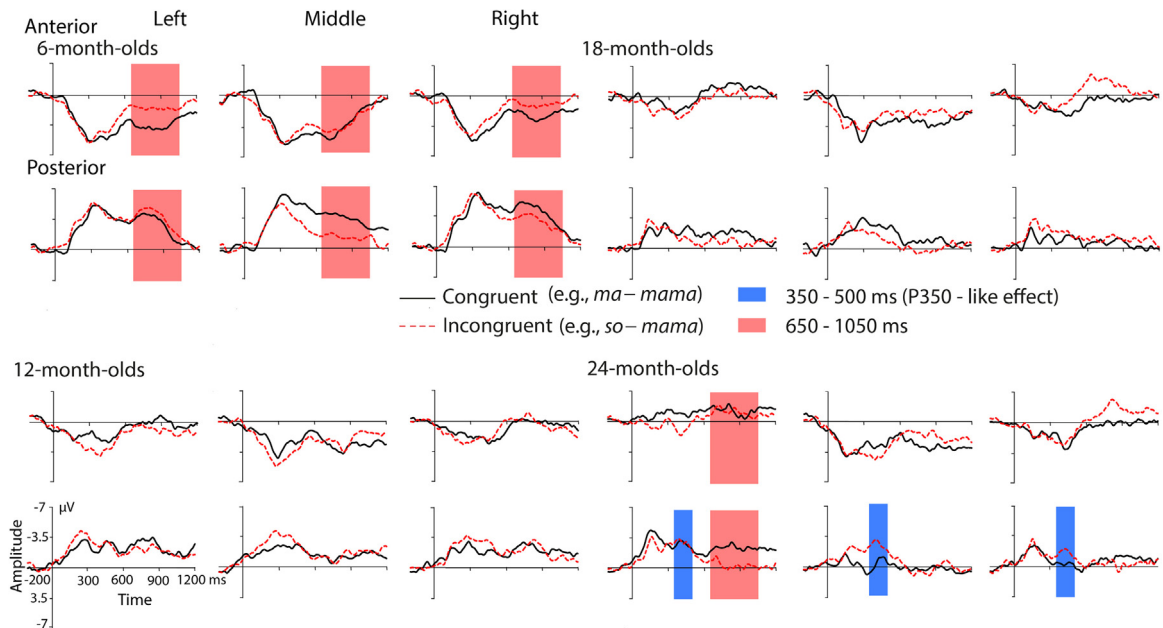 Anterior
Left
Middle
Right
6-month-olds
18-month-olds
Posterior
Congruent (e.g., ma – mama)
350 - 500 ms (P350 - like effect)
Incongruent (e.g., so – mama)
650 - 1050 ms
12-month-olds
24-month-olds
-7 µV
-3.5
Amplitude
-200 300 600 900 1200 ms
Time
3.5
-7